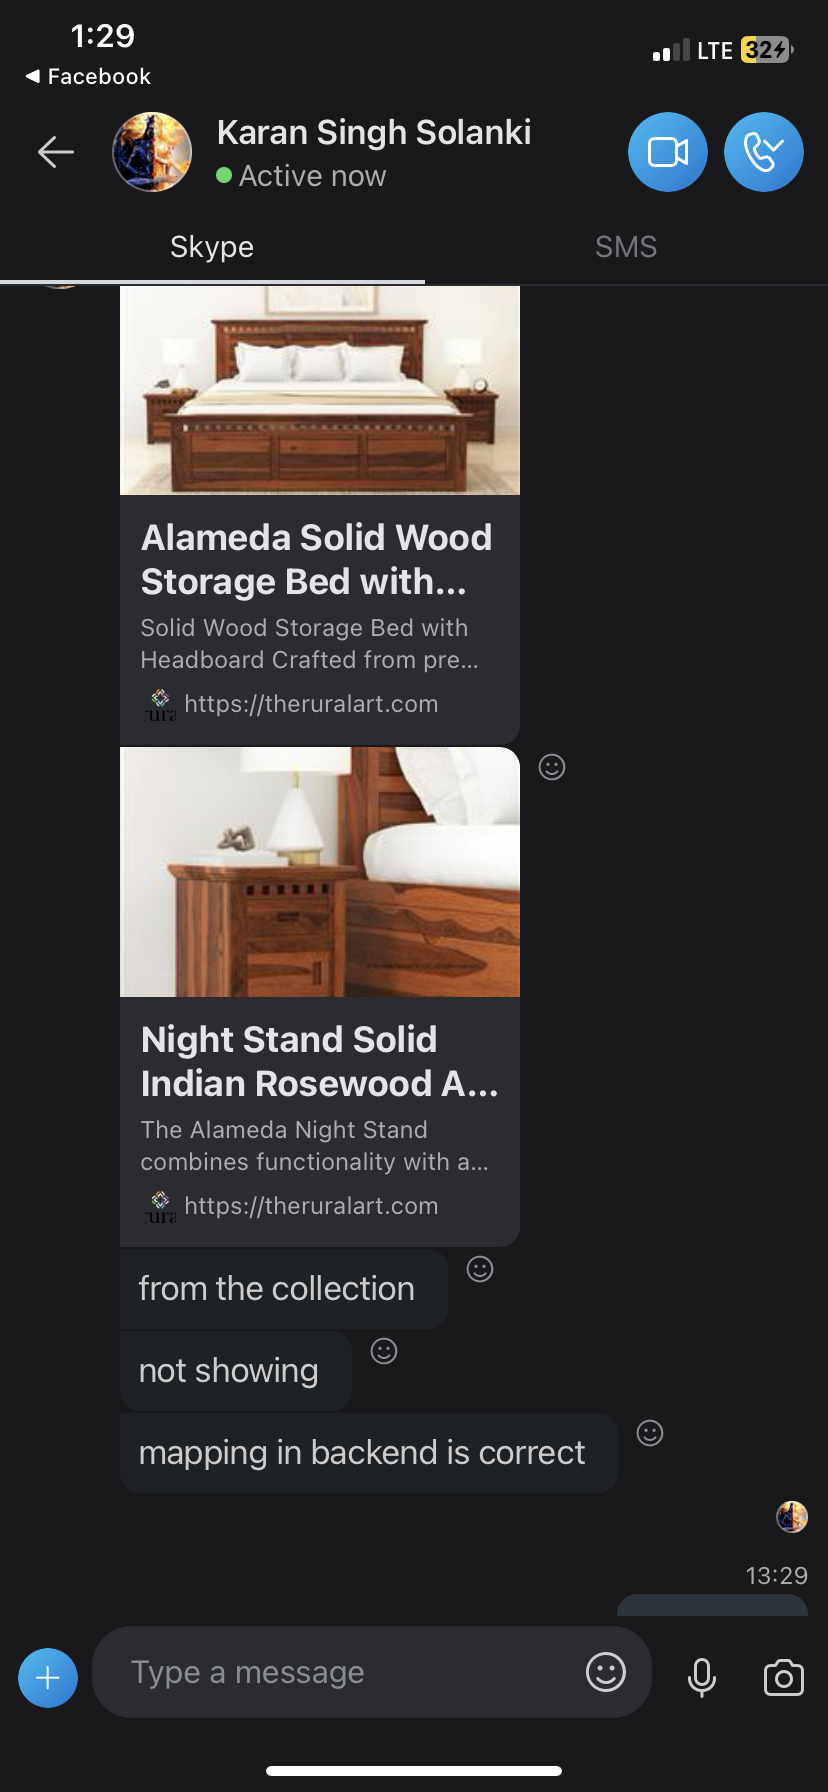 1:29
LTE 32
◀ Facebook
Karan Singh Solanki
Active now
Skype
SMS
Alameda Solid Wood
Storage Bed with...
Solid Wood Storage Bed with
Headboard Crafted from pre...
https://theruralart.com
Night Stand Solid
Indian Rosewood A...
The Alameda Night Stand
combines functionality with a...
https://theruralart.com
from the collection
not showing
mapping in backend is correct
13:29
Type a message